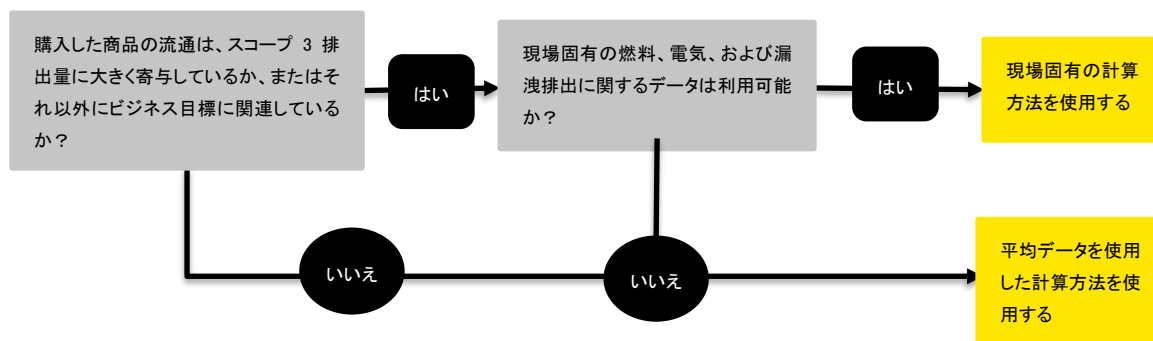 購入した商品の流通は、スコープ 3 排
出量に大きく寄与しているか、またはそ
れ以外にビジネス目標に関連している
か？
はい
現場固有の燃料、電気、および漏
洩排出に関するデータは利用可能
か？
はい
現場固有の計算
方法を使用する
いいえ
いいえ
平均データを使用
した計算方法を使
用する